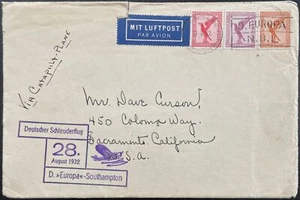 MIT LUFTPOST
PAR AVION
D. EUROPA
N.D.L.
Via Catapult-Plane
Mr. Dave Curson,
450 Coloma Way.
Sacramento California
U.S.A.
Deutscher Schleuderflug
28.
August 1932
D. »Europa«-Southampton